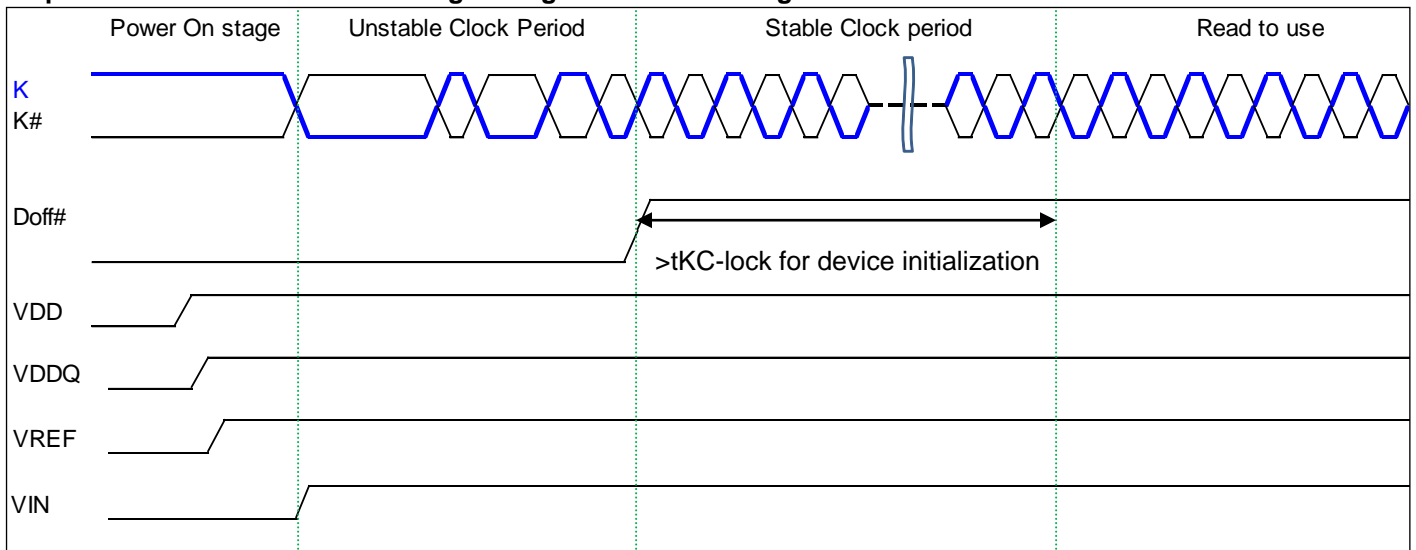 Power On stage
Unstable Clock Period
Stable Clock period
Read to use
K
K#
Doff#
>tKC-lock for device initialization
VDD
VDDQ
VREF
VIN